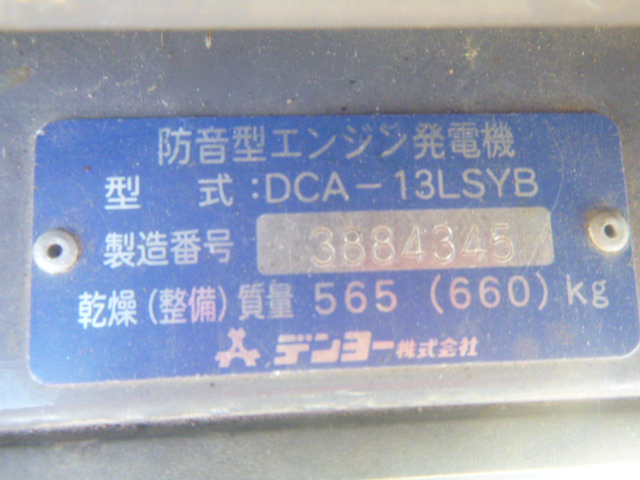 防音型エンジン発電機
型 式:DCA-13LSYB
製造番号 3884345
乾燥(整備)質量 565 (660) kg
デンヨー株式会社